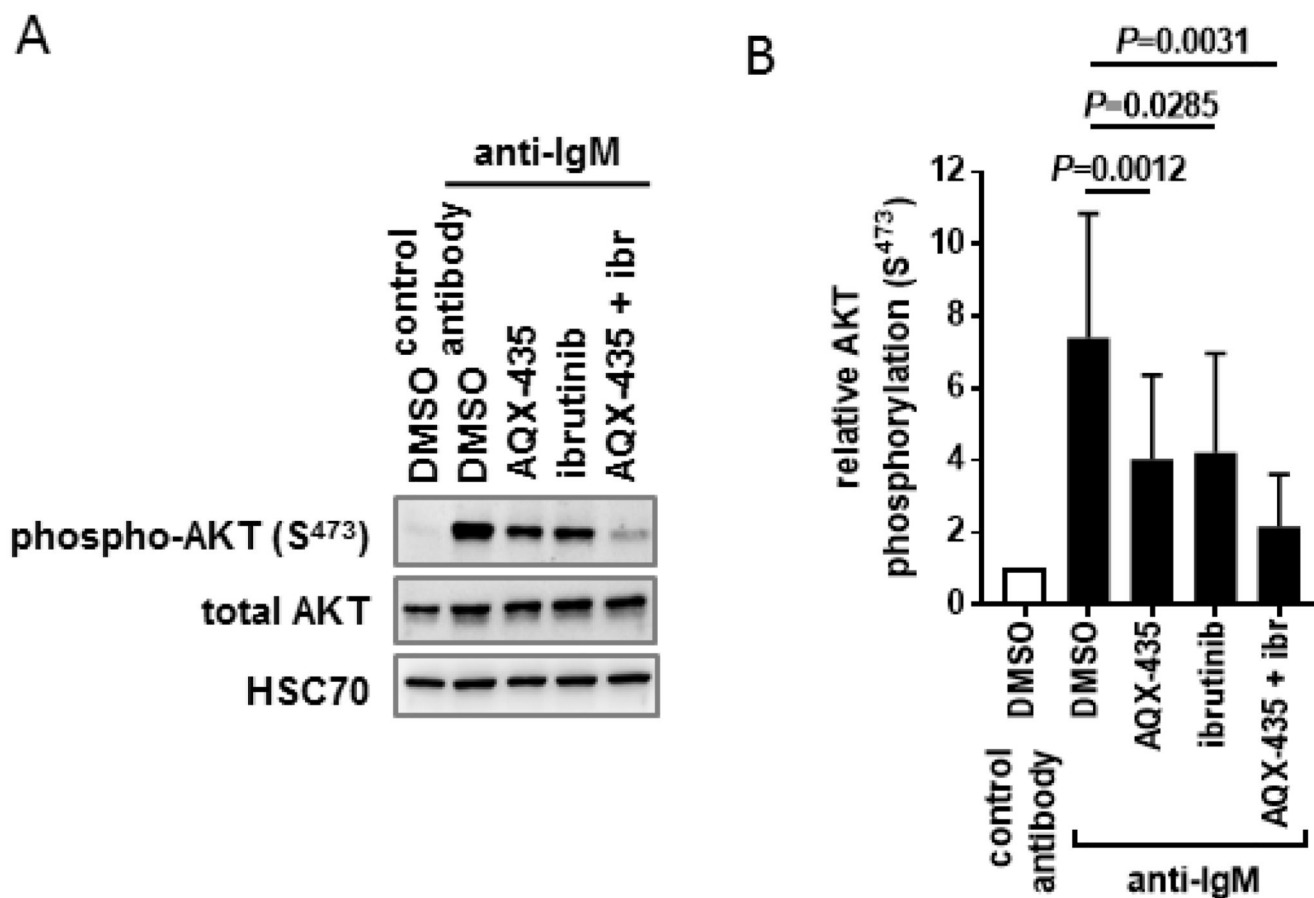 A
anti-IgM
control
antibody
DMSO
DMSO
AQX-435
ibrutinib
AQX-435 + ibr
phospho-AKT (S⁴⁷³)
total AKT
HSC70
B
P=0.0031
P=0.0285
P=0.0012
relative AKT
phosphorylation (S⁴⁷³)
12
10
8
6
4
2
0
DMSO
DMSO
AQX-435
ibrutinib
AQX-435 + ibr
control
antibody
anti-IgM